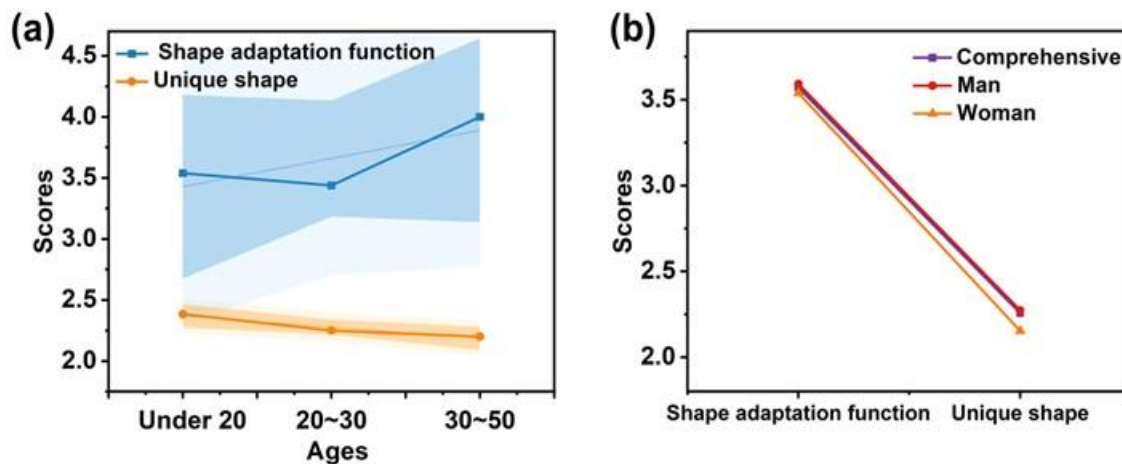 (a)
Shape adaptation function
Unique shape
Scores
4.5
4.0
3.5
3.0
2.5
2.0
Under 20
20~30
30~50
Ages
(b)
Comprehensive
Man
Woman
Scores
3.5
3.0
2.5
2.0
Shape adaptation function
Unique shape